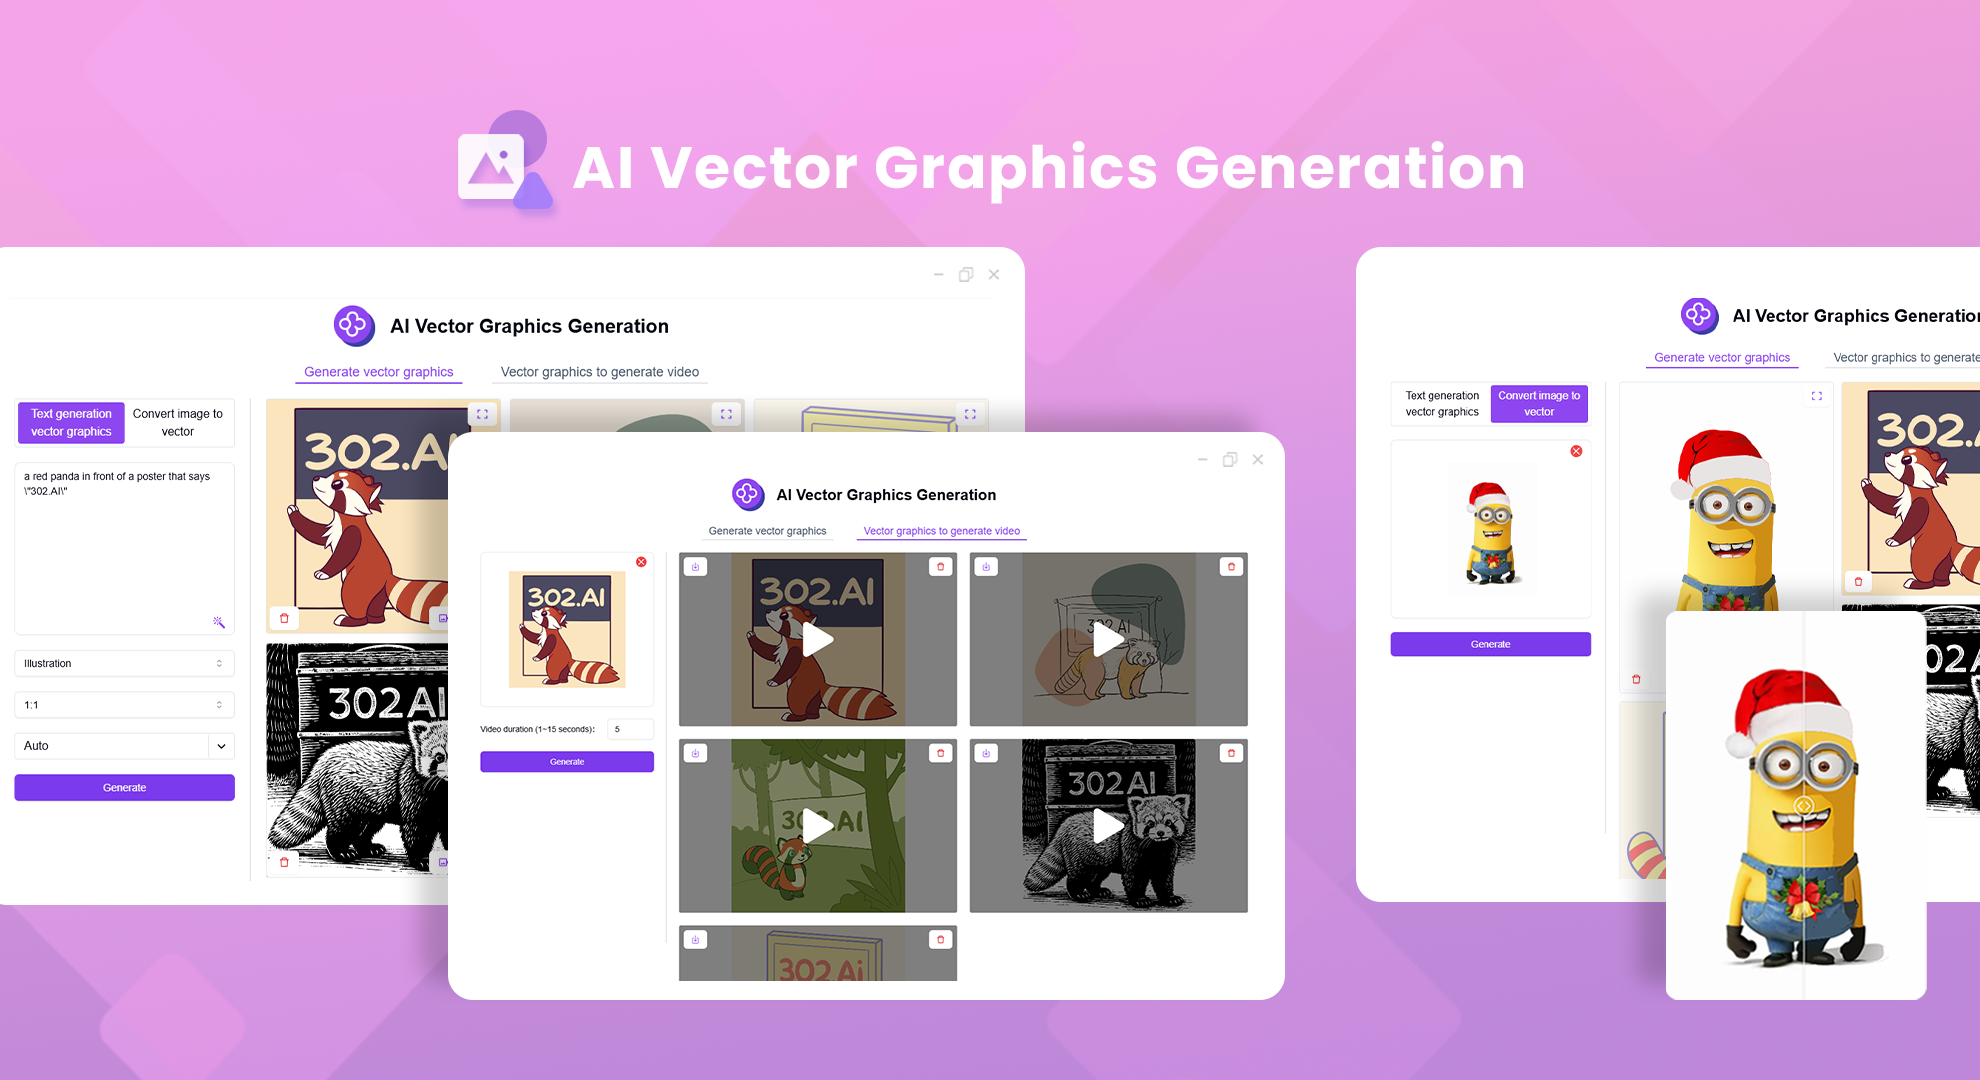 AI Vector Graphics Generation
AI Vector Graphics Generation
Generate vector graphics
Vector graphics to generate video
Text generation
vector graphics
Convert image to
vector
a red panda in front of a poster that says
\"302.AI\"
Illustration
1:1
Auto
Generate
302.A
302AI
AI Vector Graphics Generation
Generate vector graphics
Vector graphics to generate video
302.AI
Video duration (1~15 seconds):
5
Generate
302.AI
302 AI
302.AI
302 AI
302.Ai
AI Vector Graphics Generation
Generate vector graphics
Vector graphics to generate
Text generation
vector graphics
Convert image to
vector
Generate
302.
02